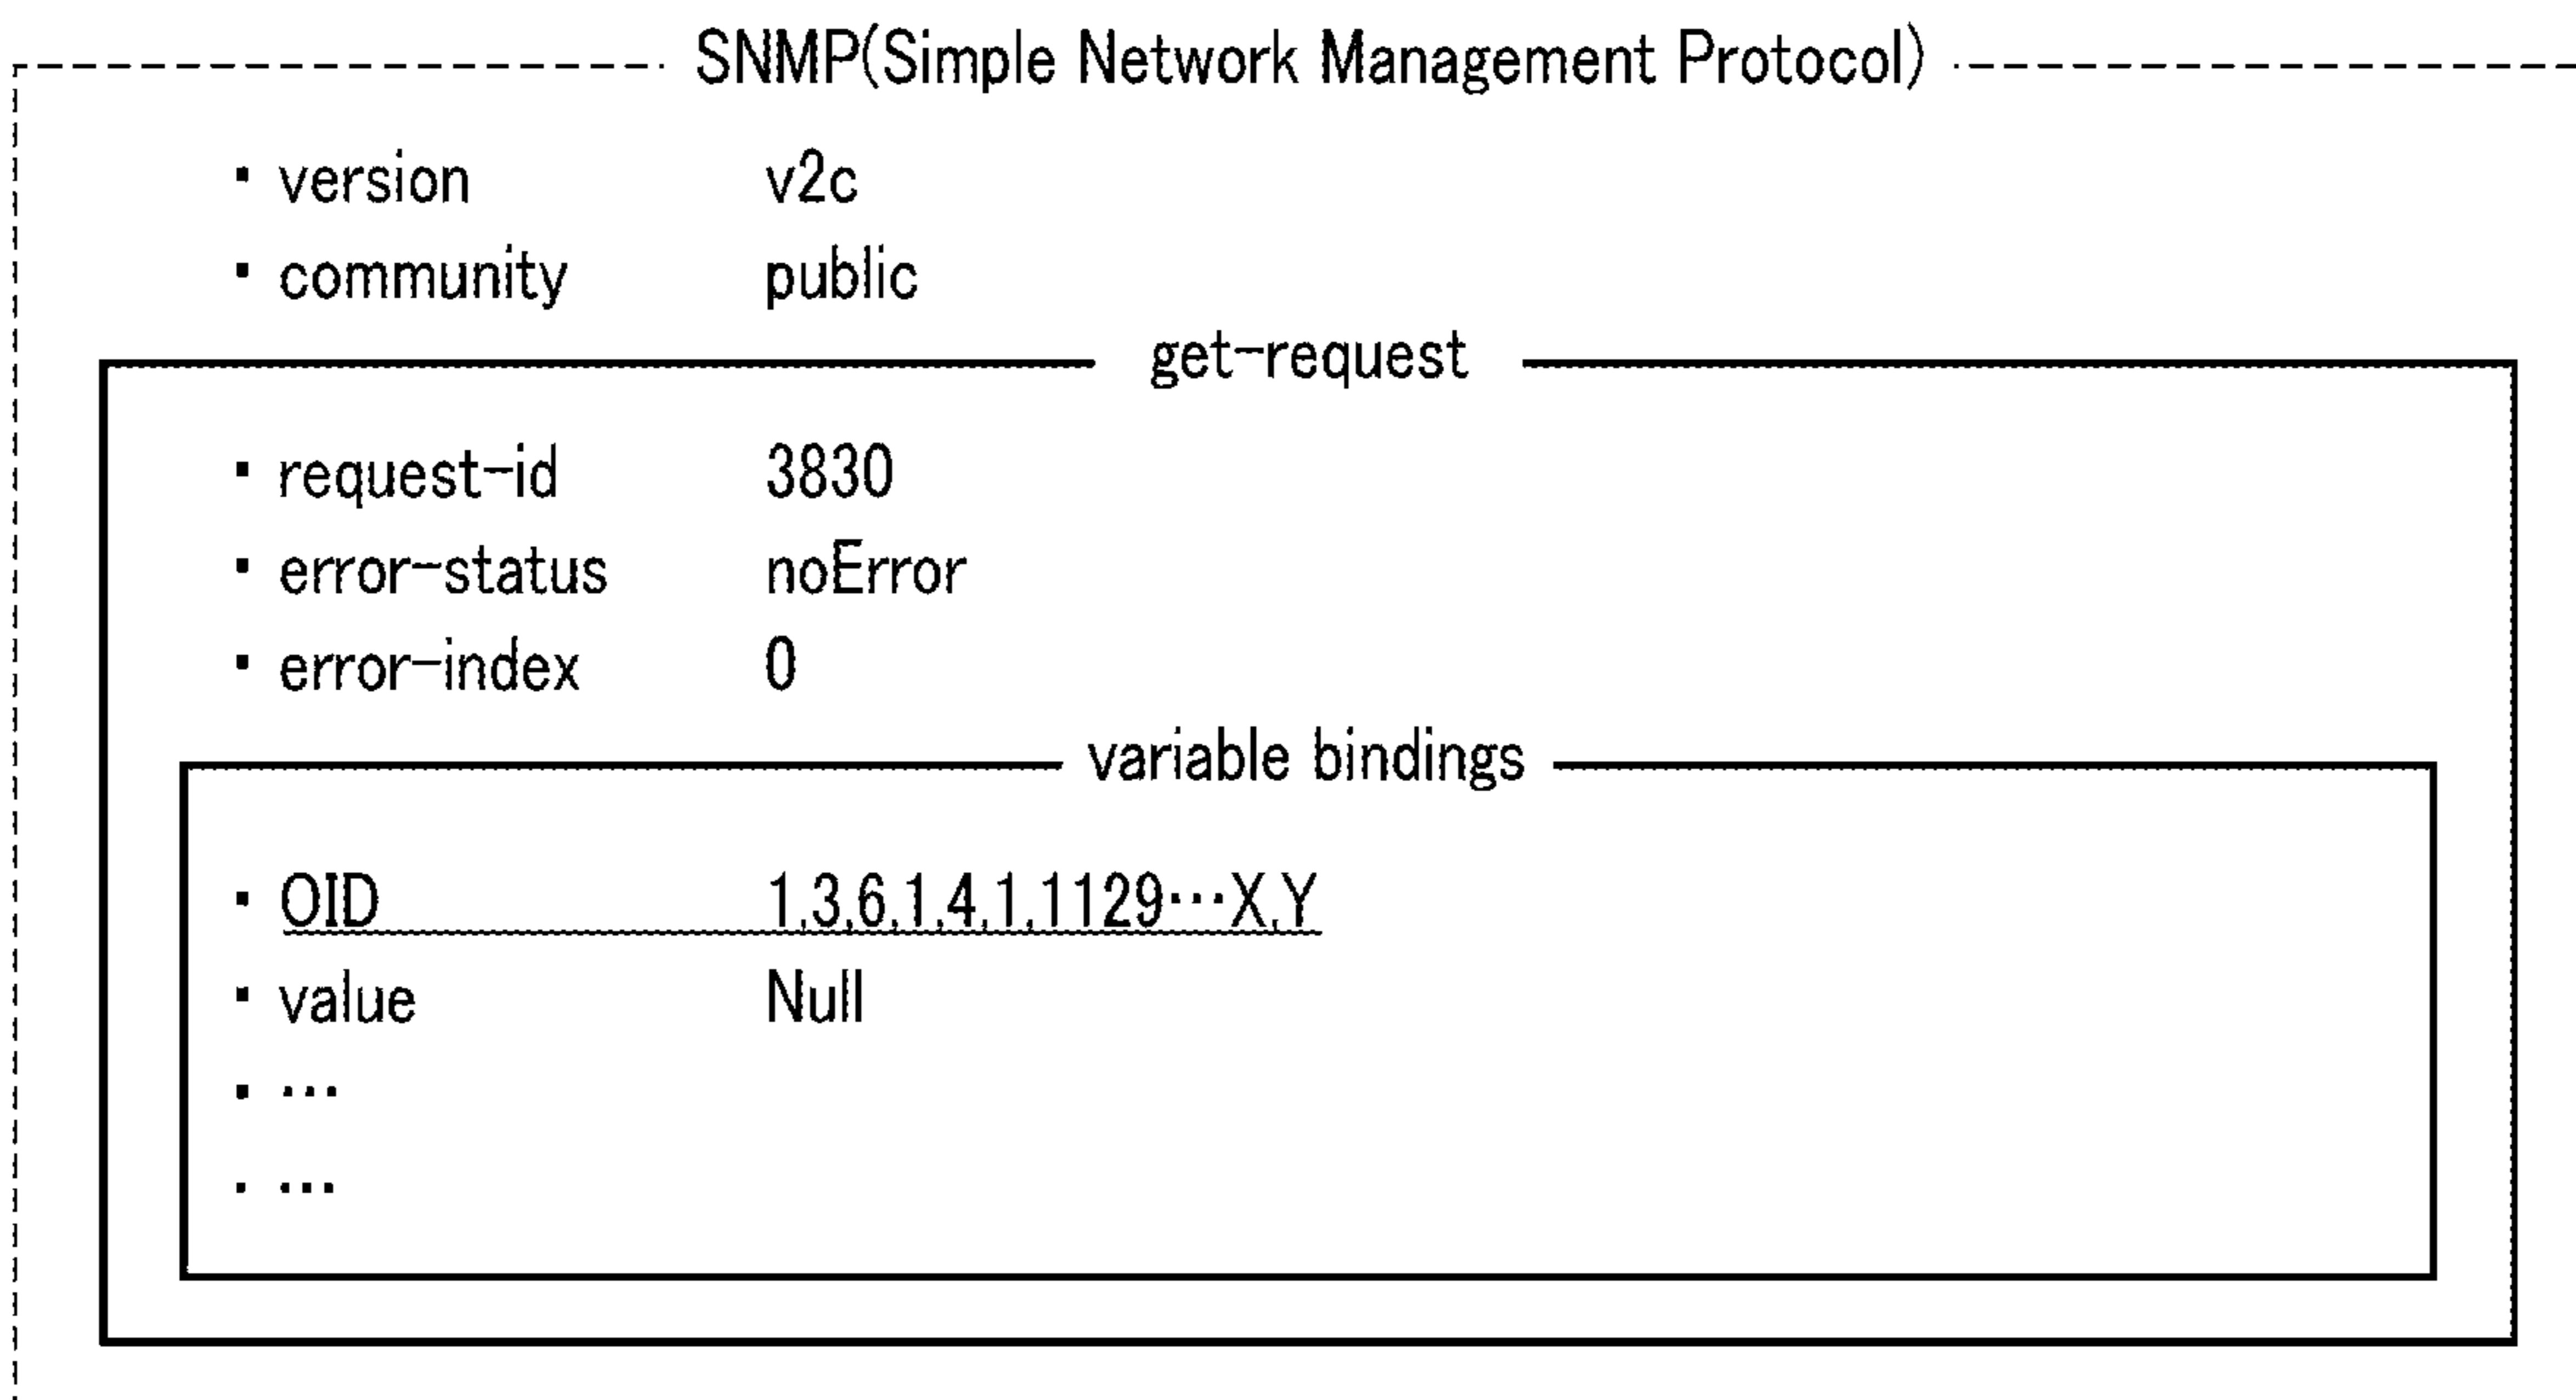 SNMP(Simple Network Management Protocol)
・version v2c
・community public
get-request
・request-id 3830
・error-status noError
・error-index 0
variable bindings
・OID 1,3,6,1,4,1,1129⋯X,Y
・value Null
・⋯
・⋯